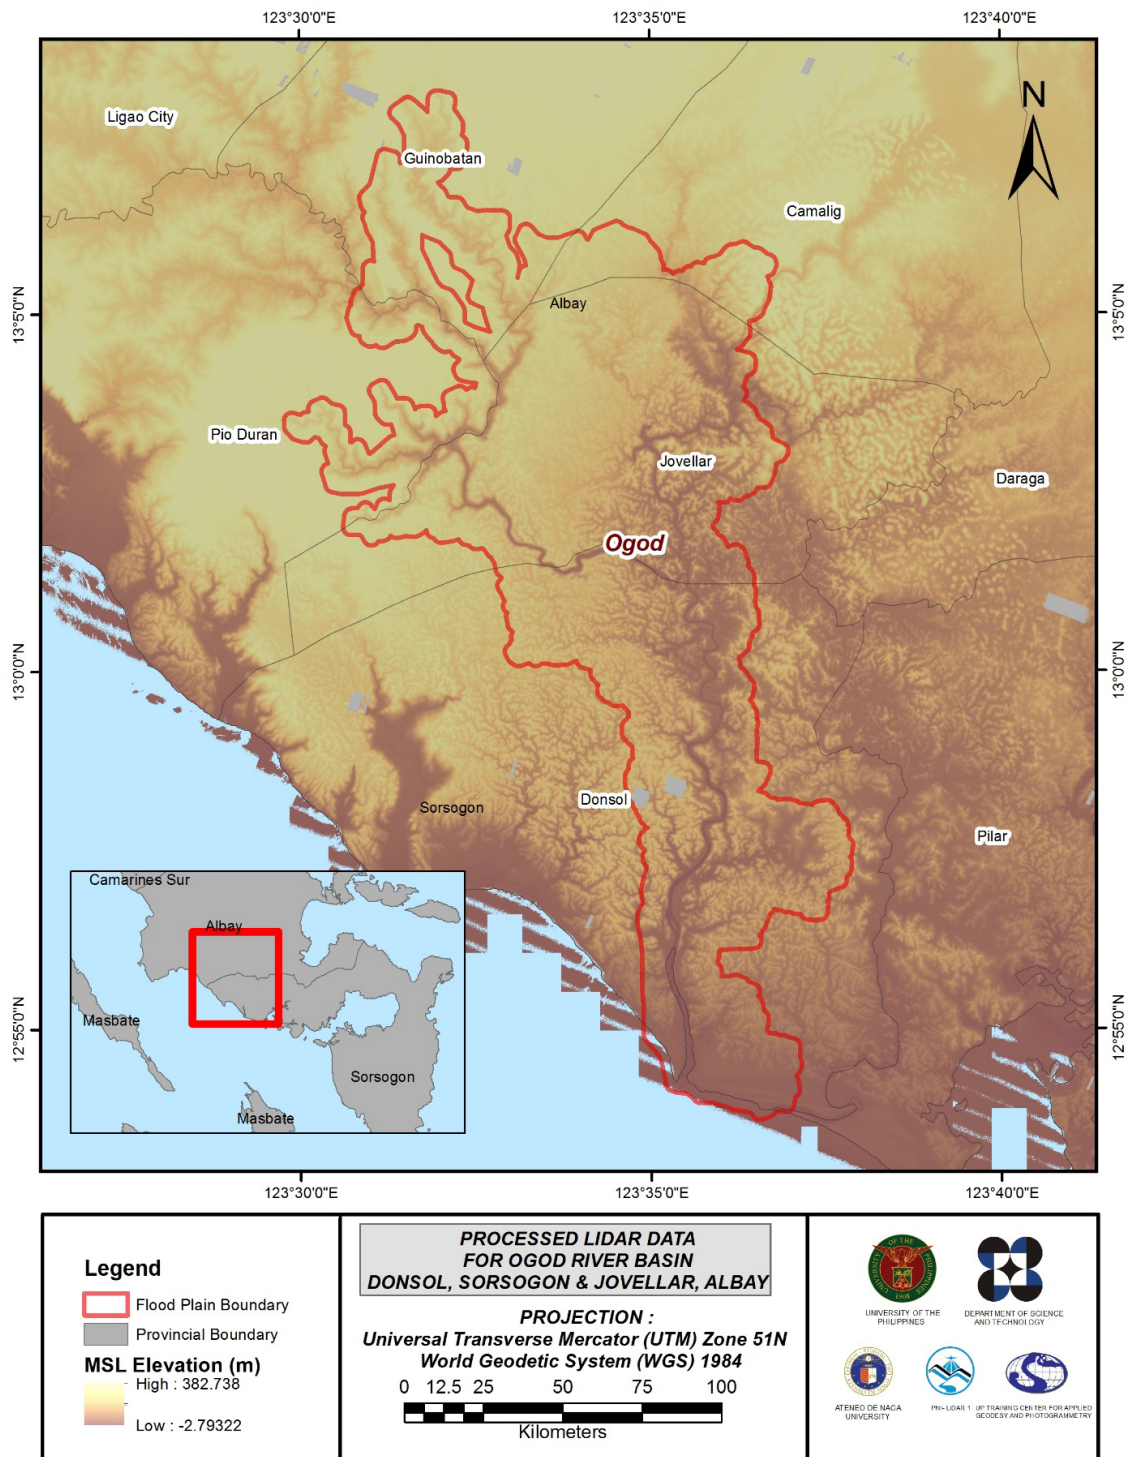 123°30'0"E
123°35'0"E
123°40'0"E
N
Ligao City
Guinobatan
Camalig
13°5'0"N
Albay
13°5'0"N
Pio Duran
Jovellar
Daraga
Ogod
13°0'0"N
13°0'0"N
Donsol
Sorsogon
Pilar
Camarines Sur
Albay
Masbate
Sorsogon
Masbate
12°55'0"N
12°55'0"N
123°30'0"E
123°35'0"E
123°40'0"E
Legend
Flood Plain Boundary
Provincial Boundary
MSL Elevation (m)
High : 382.738
Low : -2.79322
PROCESSED LIDAR DATA
FOR OGOD RIVER BASIN
DONSOL, SORSOGON & JOVELLAR, ALBAY
PROJECTION :
Universal Transverse Mercator (UTM) Zone 51N
World Geodetic System (WGS) 1984
0 12.5 25 50 75 100
Kilometers
UNIVERSITY OF THE PHILIPPINES
1908
UNIVERSITY OF THE
PHILIPPINES
DEPARTMENT OF SCIENCE
AND TECHNOLOGY
ATENEO DE NAGA
UNIVERSITY
PHIL-LIDAR 1
UP TRAINING CENTER FOR APPLIED
GEODESY AND PHOTOGRAMMETRY